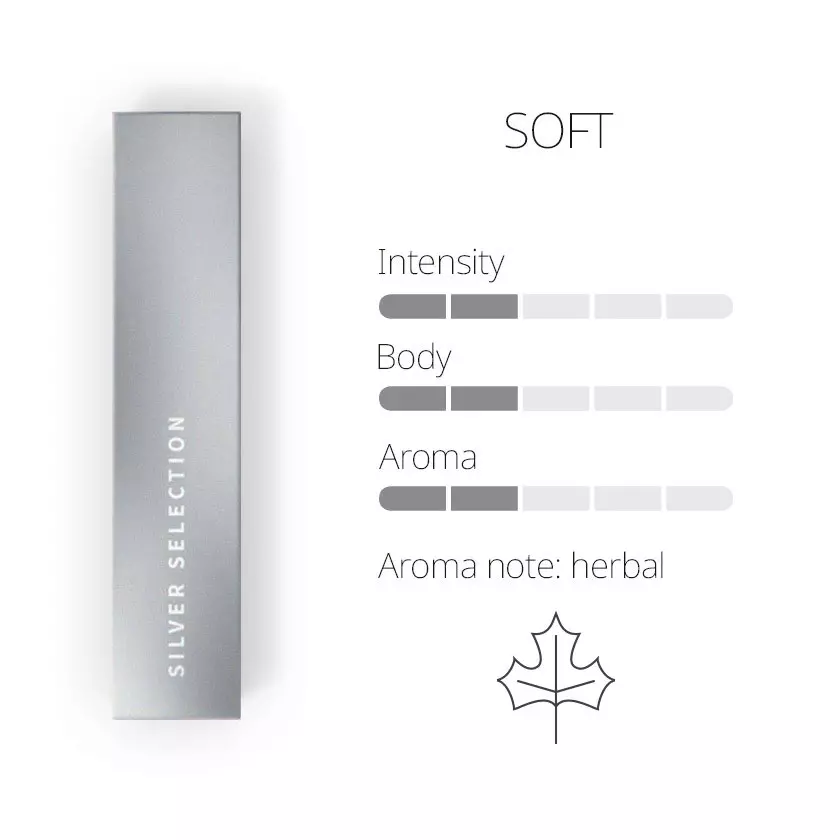 SILVER SELECTION
SOFT
Intensity
Body
Aroma
Aroma note: herbal